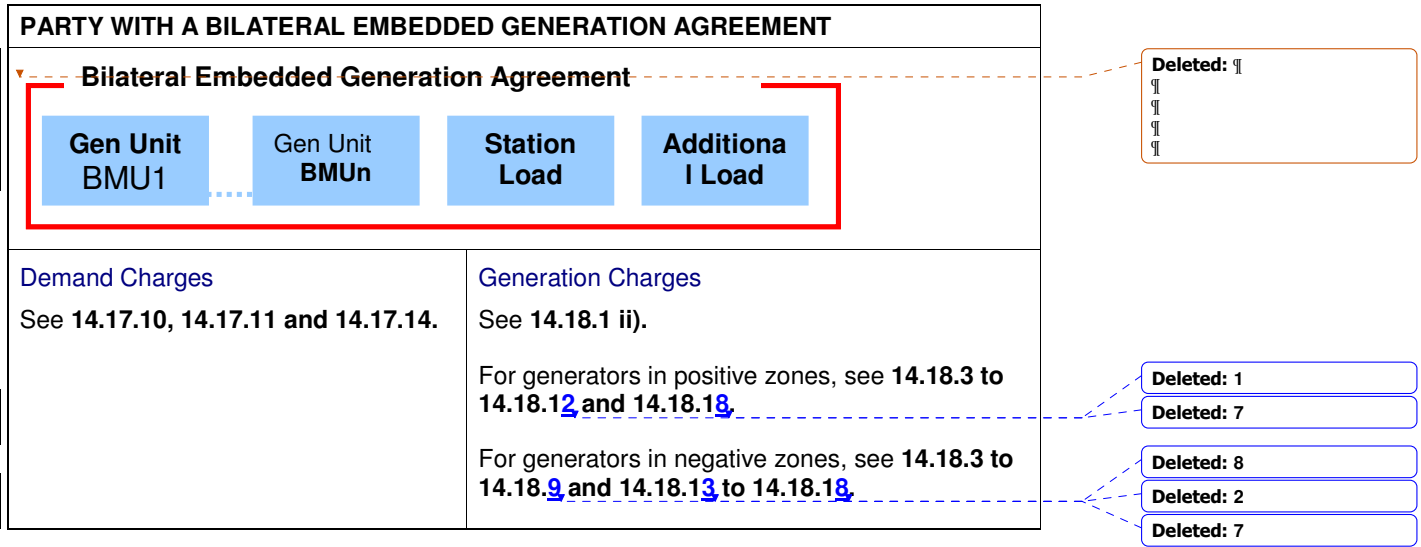 PARTY WITH A BILATERAL EMBEDDED GENERATION AGREEMENT
Bilateral Embedded Generation Agreement
Gen Unit
BMU1
Gen Unit
BMUn
Station
Load
Additiona
l Load
Demand Charges
See 14.17.10, 14.17.11 and 14.17.14.
Generation Charges
See 14.18.1 ii).
For generators in positive zones, see 14.18.3 to
14.18.12 and 14.18.18.
For generators in negative zones, see 14.18.3 to
14.18.9 and 14.18.13 to 14.18.18.
Deleted: ¶
¶
¶
¶
¶
Deleted: 1
Deleted: 7
Deleted: 8
Deleted: 2
Deleted: 7